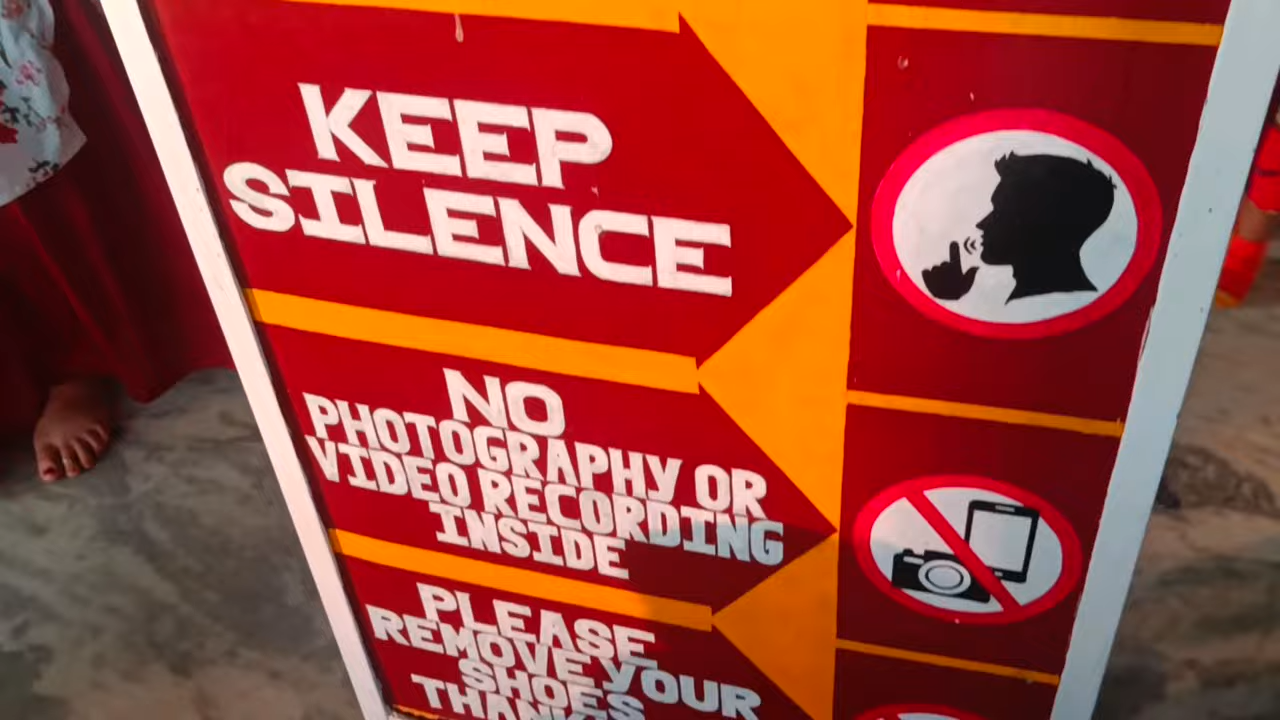 KEEP
SILENCE
NO
PHOTOGRAPHY OR
VIDEO RECORDING
INSIDE
PLEASE
REMOVE YOUR
SHOES
THANKS